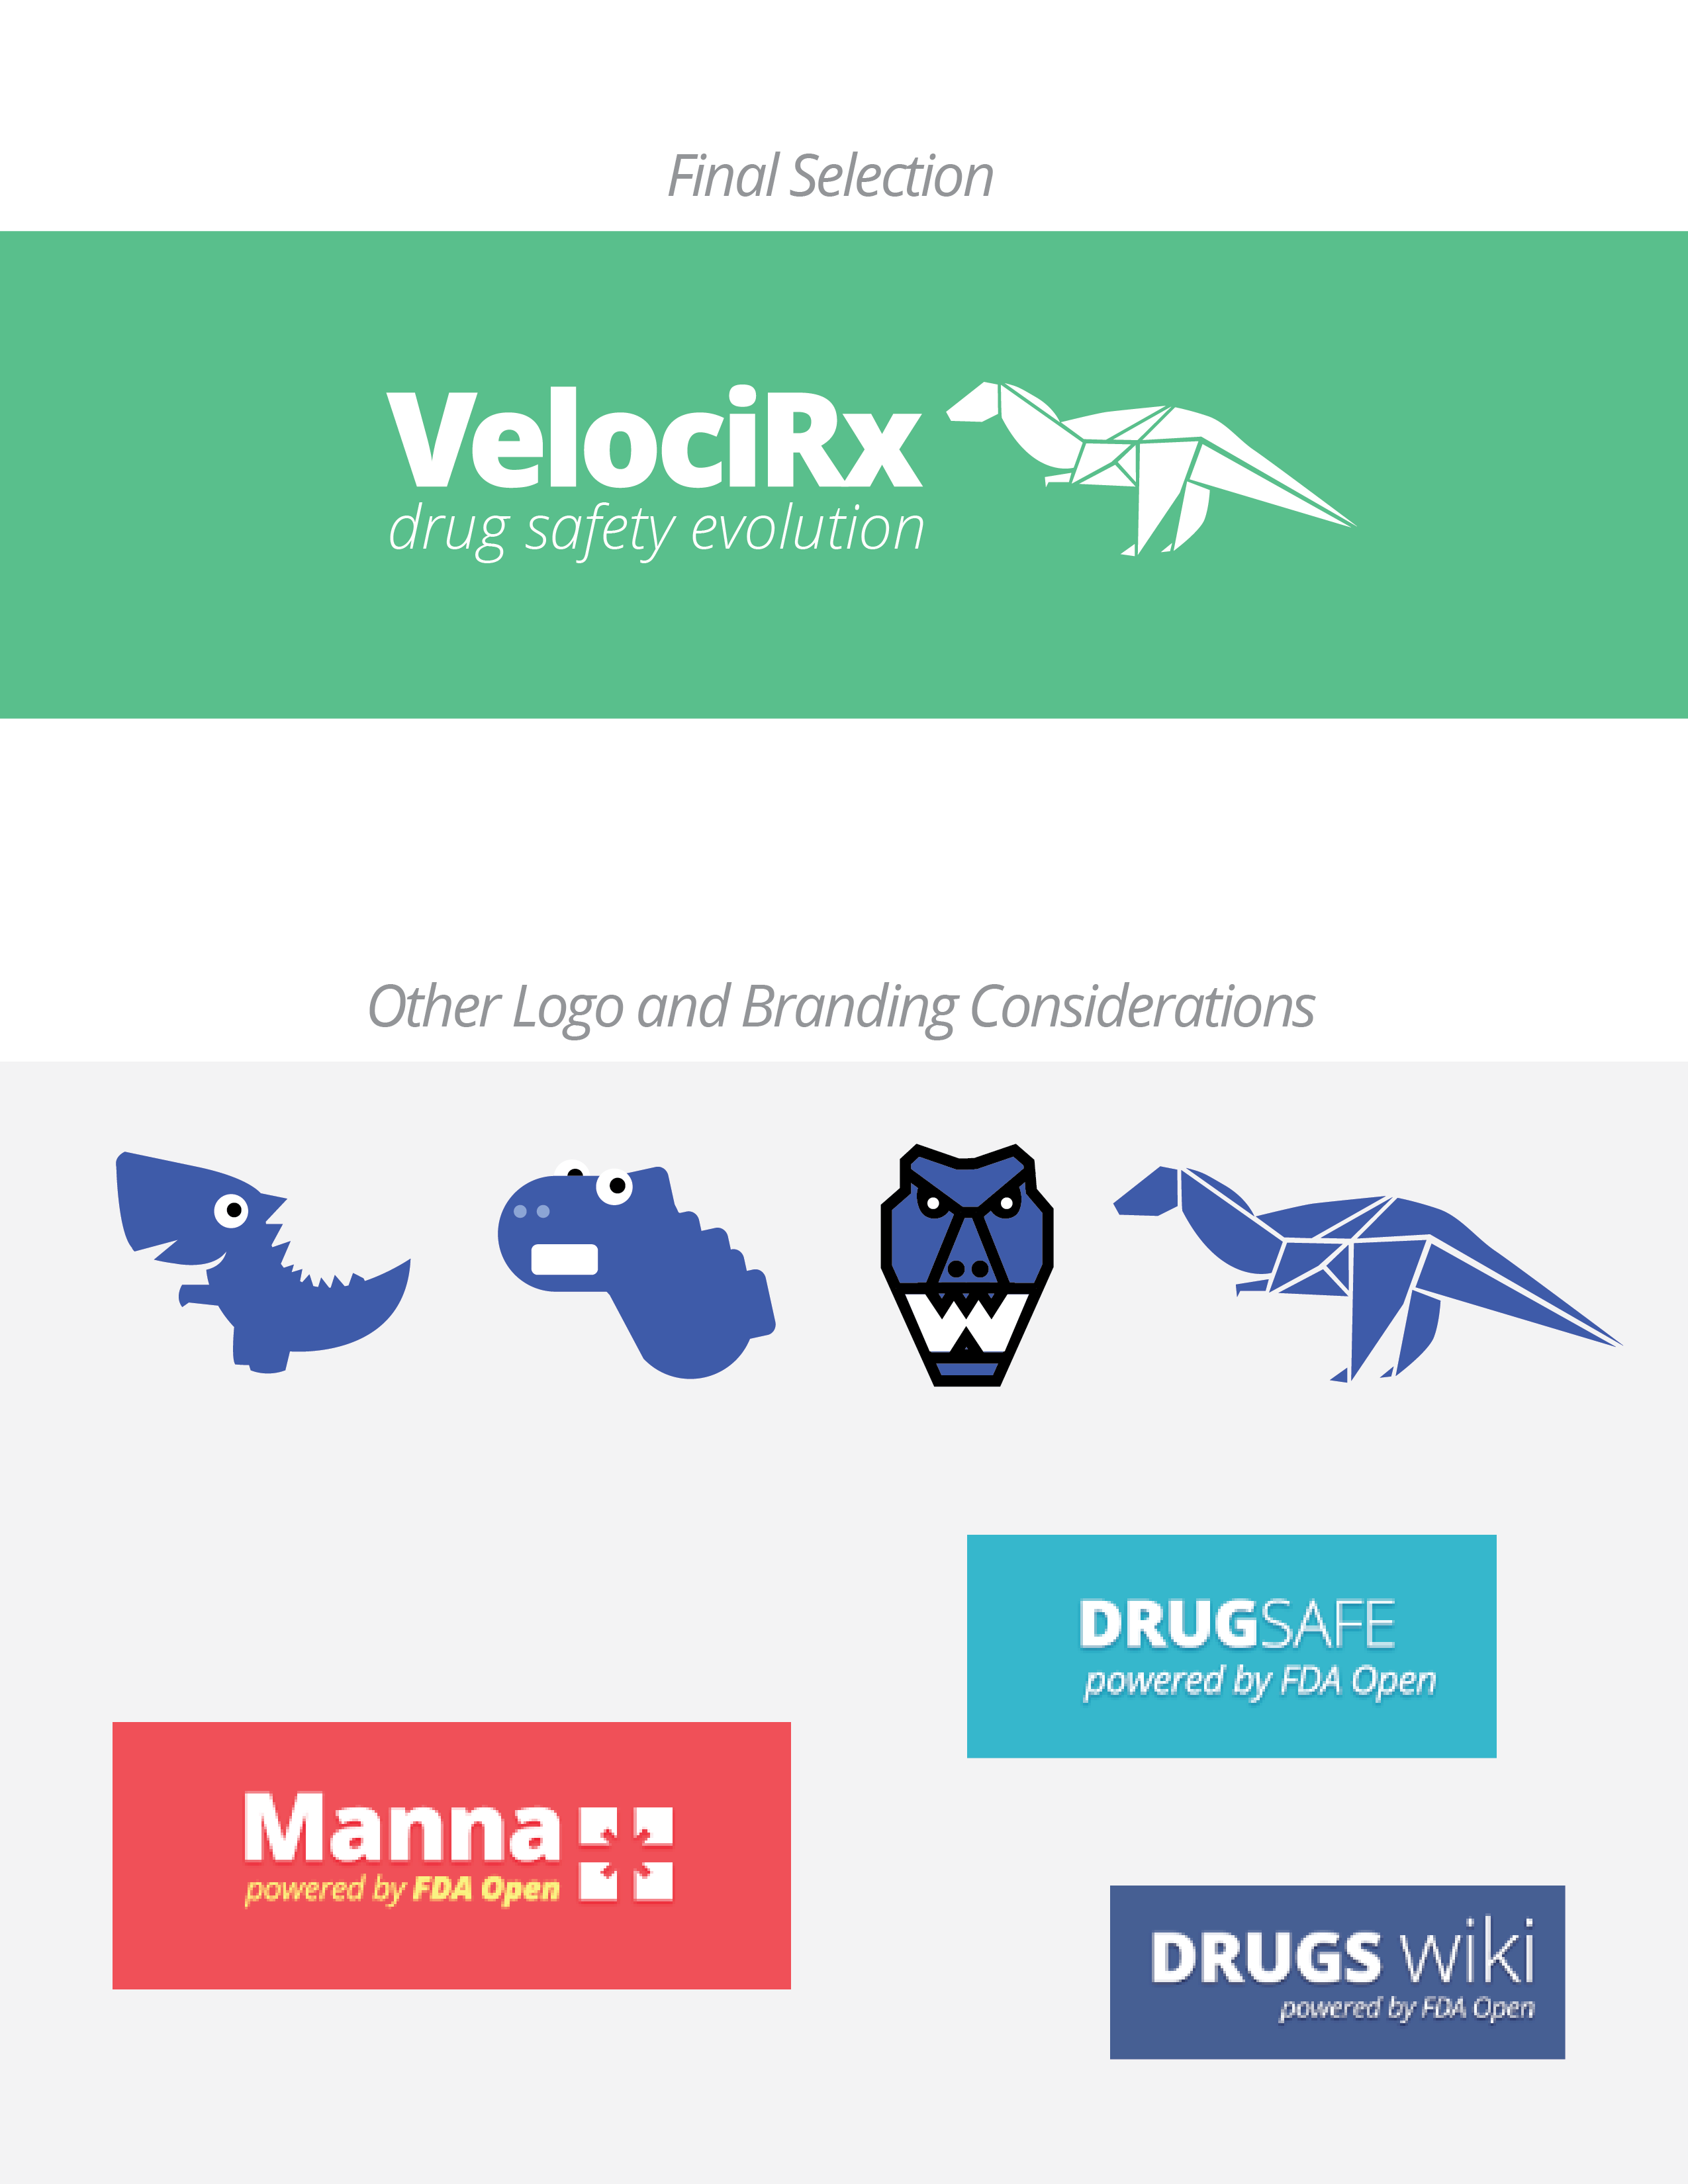 Final Selection
VelociRx
drug safety evolution
Other Logo and Branding Considerations
DRUGSAFE
powered by FDA Open
Manna
powered by FDA Open
DRUGS wiki
powered by FDA Open